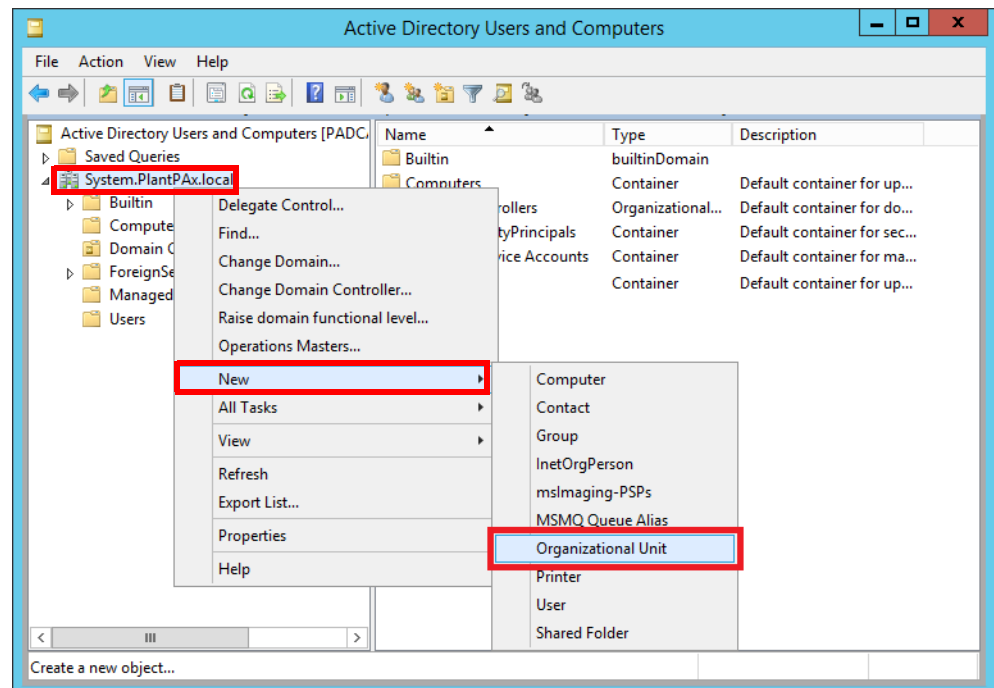 Active Directory Users and Computers
File Action View Help
Active Directory Users and Computers [PADC.
Saved Queries
System.PlantPAx.local
Builtin
Compute
Domain C
ForeignSe
Managed
Users
Name Type Description
Builtin builtinDomain
Computers Container Default container for up...
rollers Organizational... Default container for do...
tyPrincipals Container Default container for sec...
vice Accounts Container Default container for ma...
Container Default container for up...
Delegate Control...
Find...
Change Domain...
Change Domain Controller...
Raise domain functional level...
Operations Masters...
New
All Tasks
View
Refresh
Export List...
Properties
Help
Computer
Contact
Group
InetOrgPerson
msImaging-PSPs
MSMQ Queue Alias
Organizational Unit
Printer
User
Shared Folder
Create a new object...